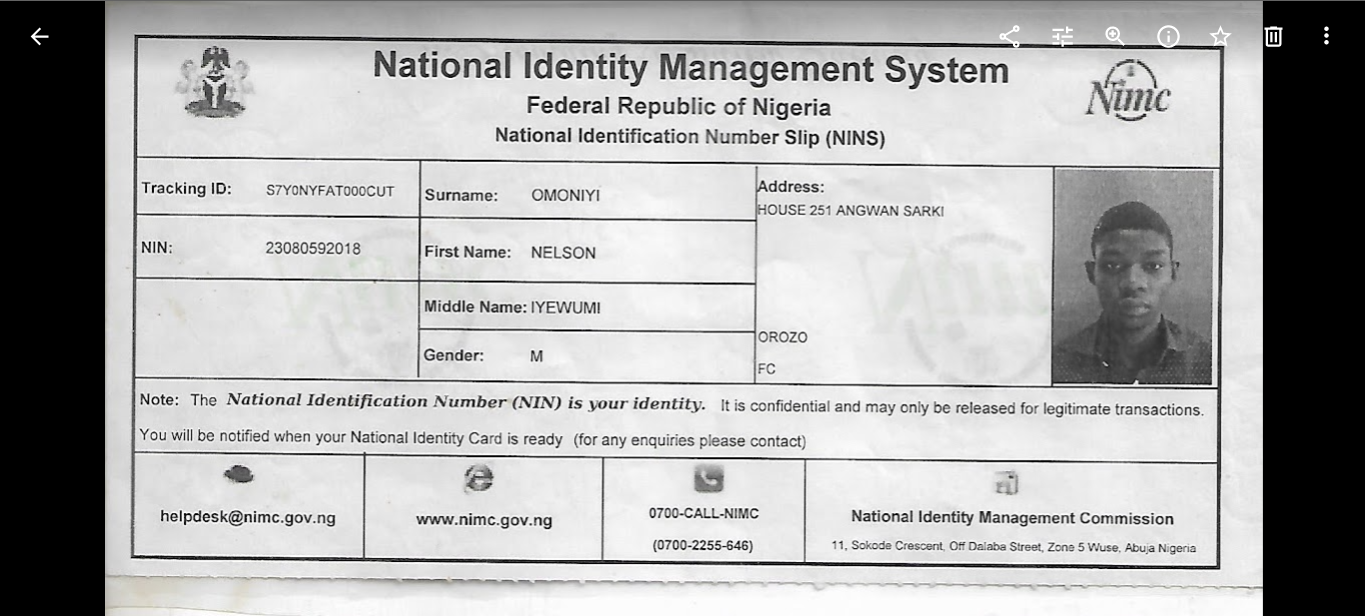 National Identity Management System
Federal Republic of Nigeria
National Identification Number Slip (NINS)
Nimc
Tracking ID: S7Y0NYFAT000CUT
Surname: OMONIYI
Address:
HOUSE 251 ANGWAN SARKI
NIN: 23080592018
First Name: NELSON
Middle Name: IYEWUMI
OROZO
Gender: M
FC
Note: The National Identification Number (NIN) is your identity. It is confidential and may only be released for legitimate transactions.
You will be notified when your National Identity Card is ready (for any enquiries please contact)
helpdesk@nimc.gov.ng
www.nimc.gov.ng
0700-CALL-NIMC
(0700-2255-646)
National Identity Management Commission
11, Sokode Crescent, Off Dalaba Street, Zone 5 Wuse, Abuja Nigeria